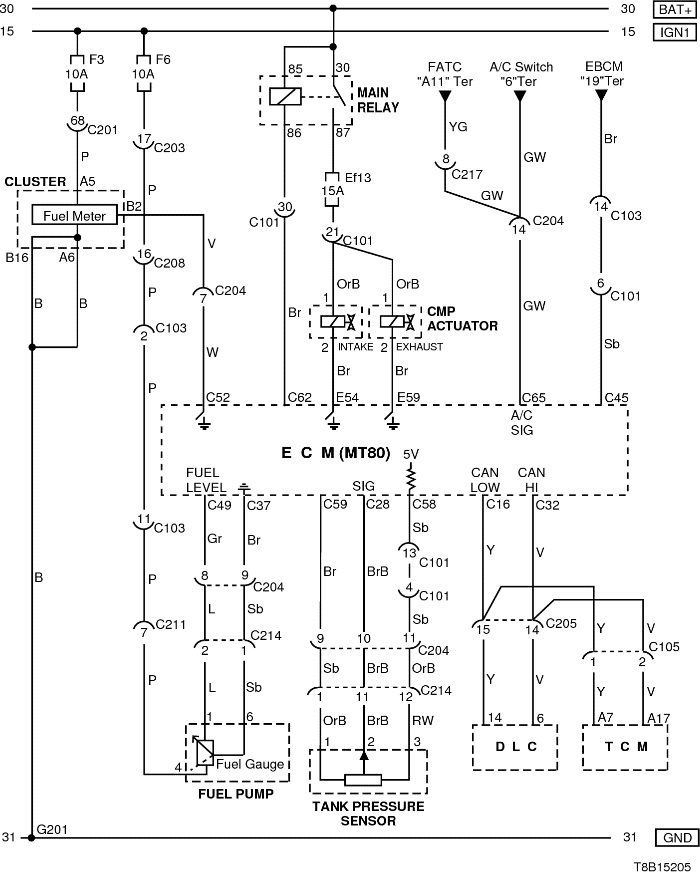 30 30 BAT+
15 15 IGN1
F3 F6
10A 10A
85 30
MAIN
RELAY
86 87
FATC
"A11" Ter
A/C Switch
"6"Ter
EBCM
"19"Ter
68 C201
17 C203
P
YG
Br
GW
8 C217
GW
Ef13
15A
CLUSTER
A5
P
B2
Fuel Meter
30
C101
21 C101
14 C204
14 C103
B16 A6
V
16 C208
7 C204
6 C101
B B
P
OrB OrB
1 1
Br
GW
CMP
ACTUATOR
2 C103
2 INTAKE 2 EXHAUST
Sb
W
P
Br Br
C52 C62 E54 E59 C65 C45
A/C
SIG
E C M (MT80)
5V
FUEL
LEVEL
SIG
CAN
LOW
CAN
HI
C49 C37 C59 C28 C58 C16 C32
11 C103
Gr Br
Sb
13 C101
Y V
B
P
8 9 C204
Br BrB
4 C101
L Sb
Sb
7 C211
C214
2 1
9 10 11 C204
15 14 C205
Y V
C105
1 2
Sb BrB OrB
P
L Sb
1 11 12 C214
Y V
Y V
1 6
OrB BrB RW
14 6
A7 A17
1 2 3
4 Fuel Gauge
D L C
T C M
FUEL PUMP
TANK PRESSURE
SENSOR
G201
31 31 GND
T8B15205